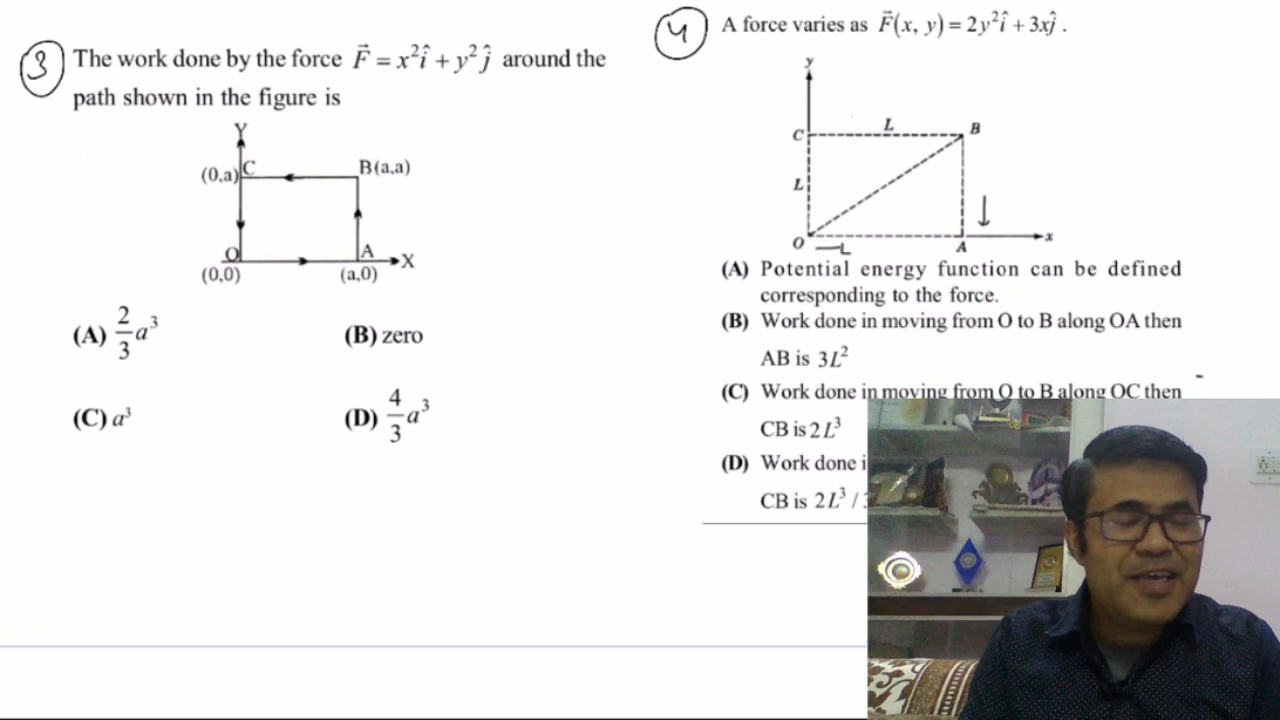 3
The work done by the force F⃗ = x²î + y²ĵ around the
path shown in the figure is
Y
(0,a) C B(a,a)
O A X
(0,0) (a,0)
(A) 2/3 a³ (B) zero
(C) a³ (D) 4/3 a³
4
A force varies as F⃗(x, y) = 2y²î + 3xĵ .
y
C L B
L
O L A x
(A) Potential energy function can be defined
corresponding to the force.
(B) Work done in moving from O to B along OA then
AB is 3L²
(C) Work done in moving from O to B along OC then
CB is 2L³
(D) Work done
CB is 2L³ /